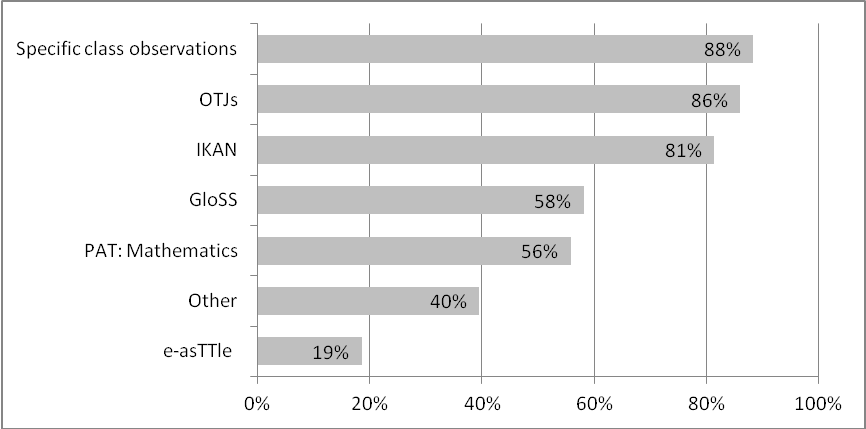 Specific class observations 88%
OTJs 86%
IKAN 81%
GloSS 58%
PAT: Mathematics 56%
Other 40%
e-asTTle 19%
0% 20% 40% 60% 80% 100%